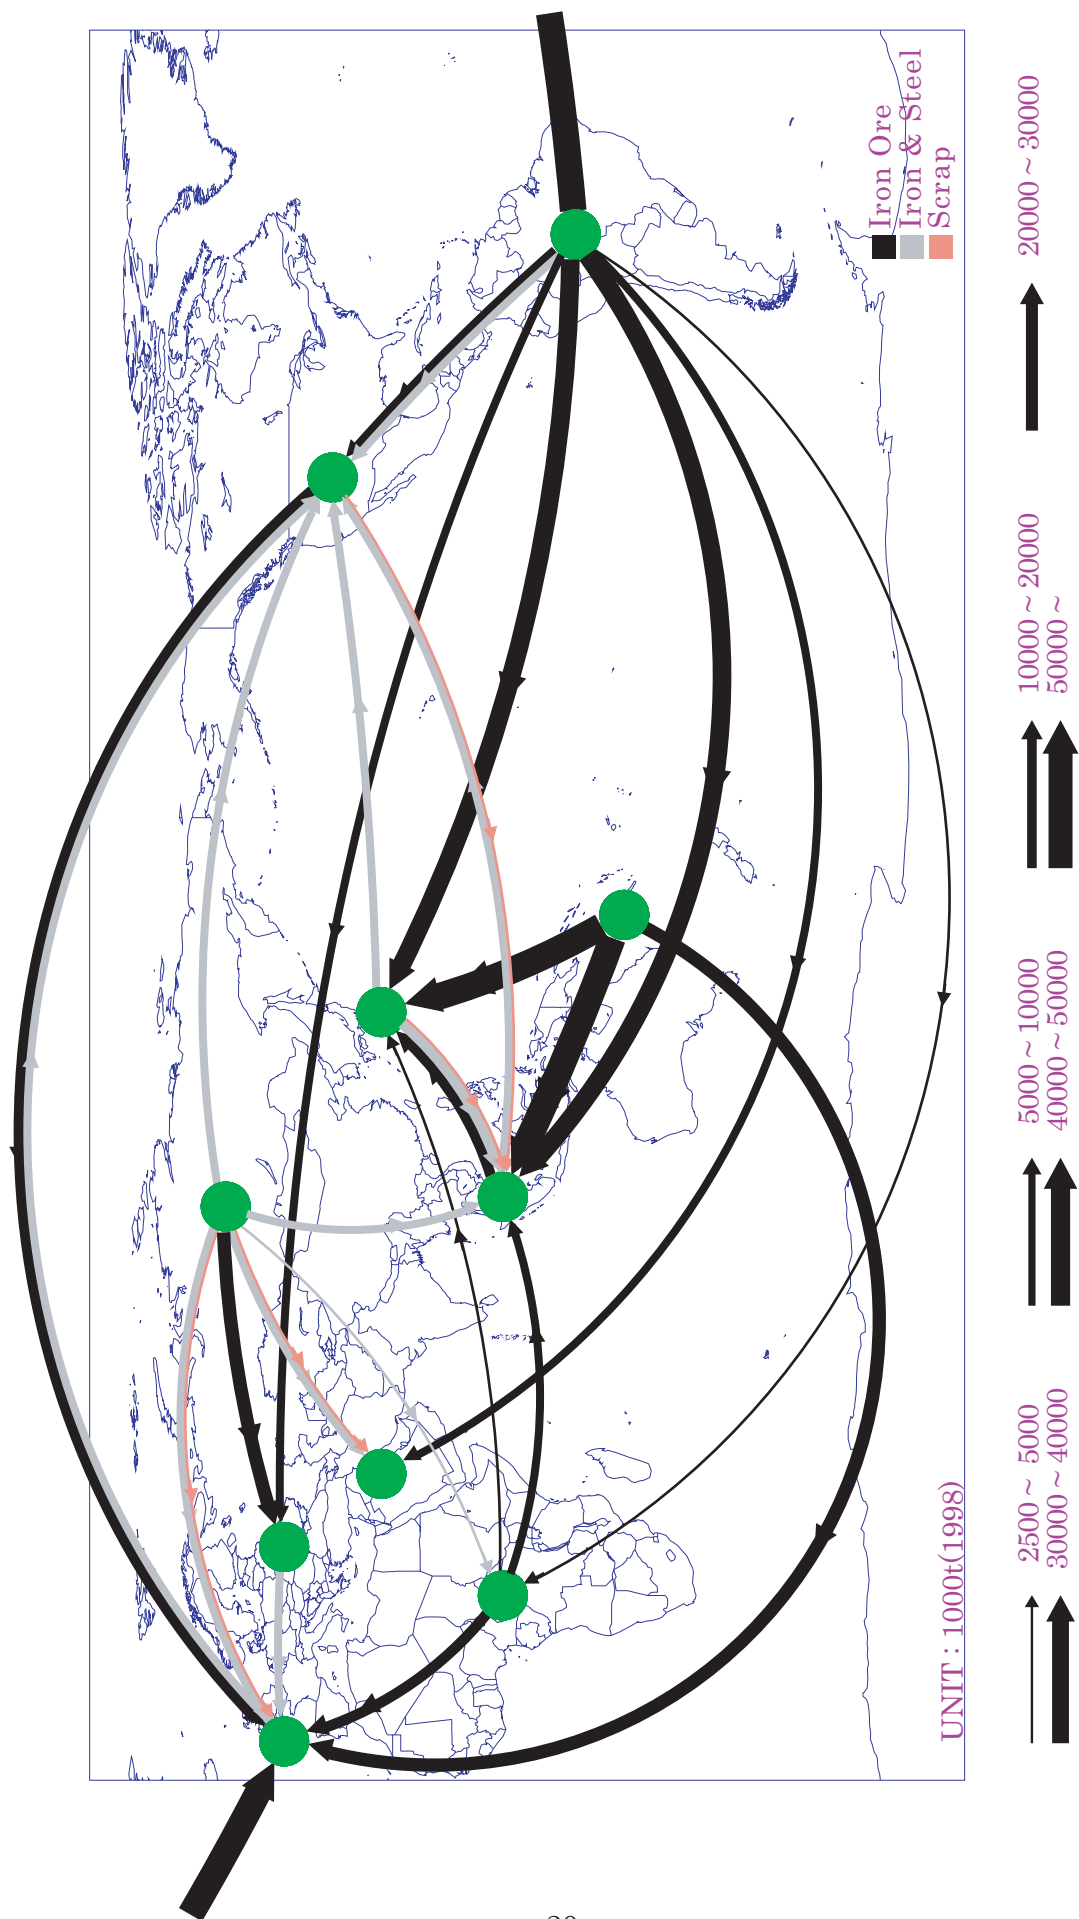 Iron Ore
Iron & Steel
Scrap
UNIT : 1000t(1998)
2500 ~ 5000
5000 ~ 10000
10000 ~ 20000
20000 ~ 30000
30000 ~ 40000
40000 ~ 50000
50000 ~